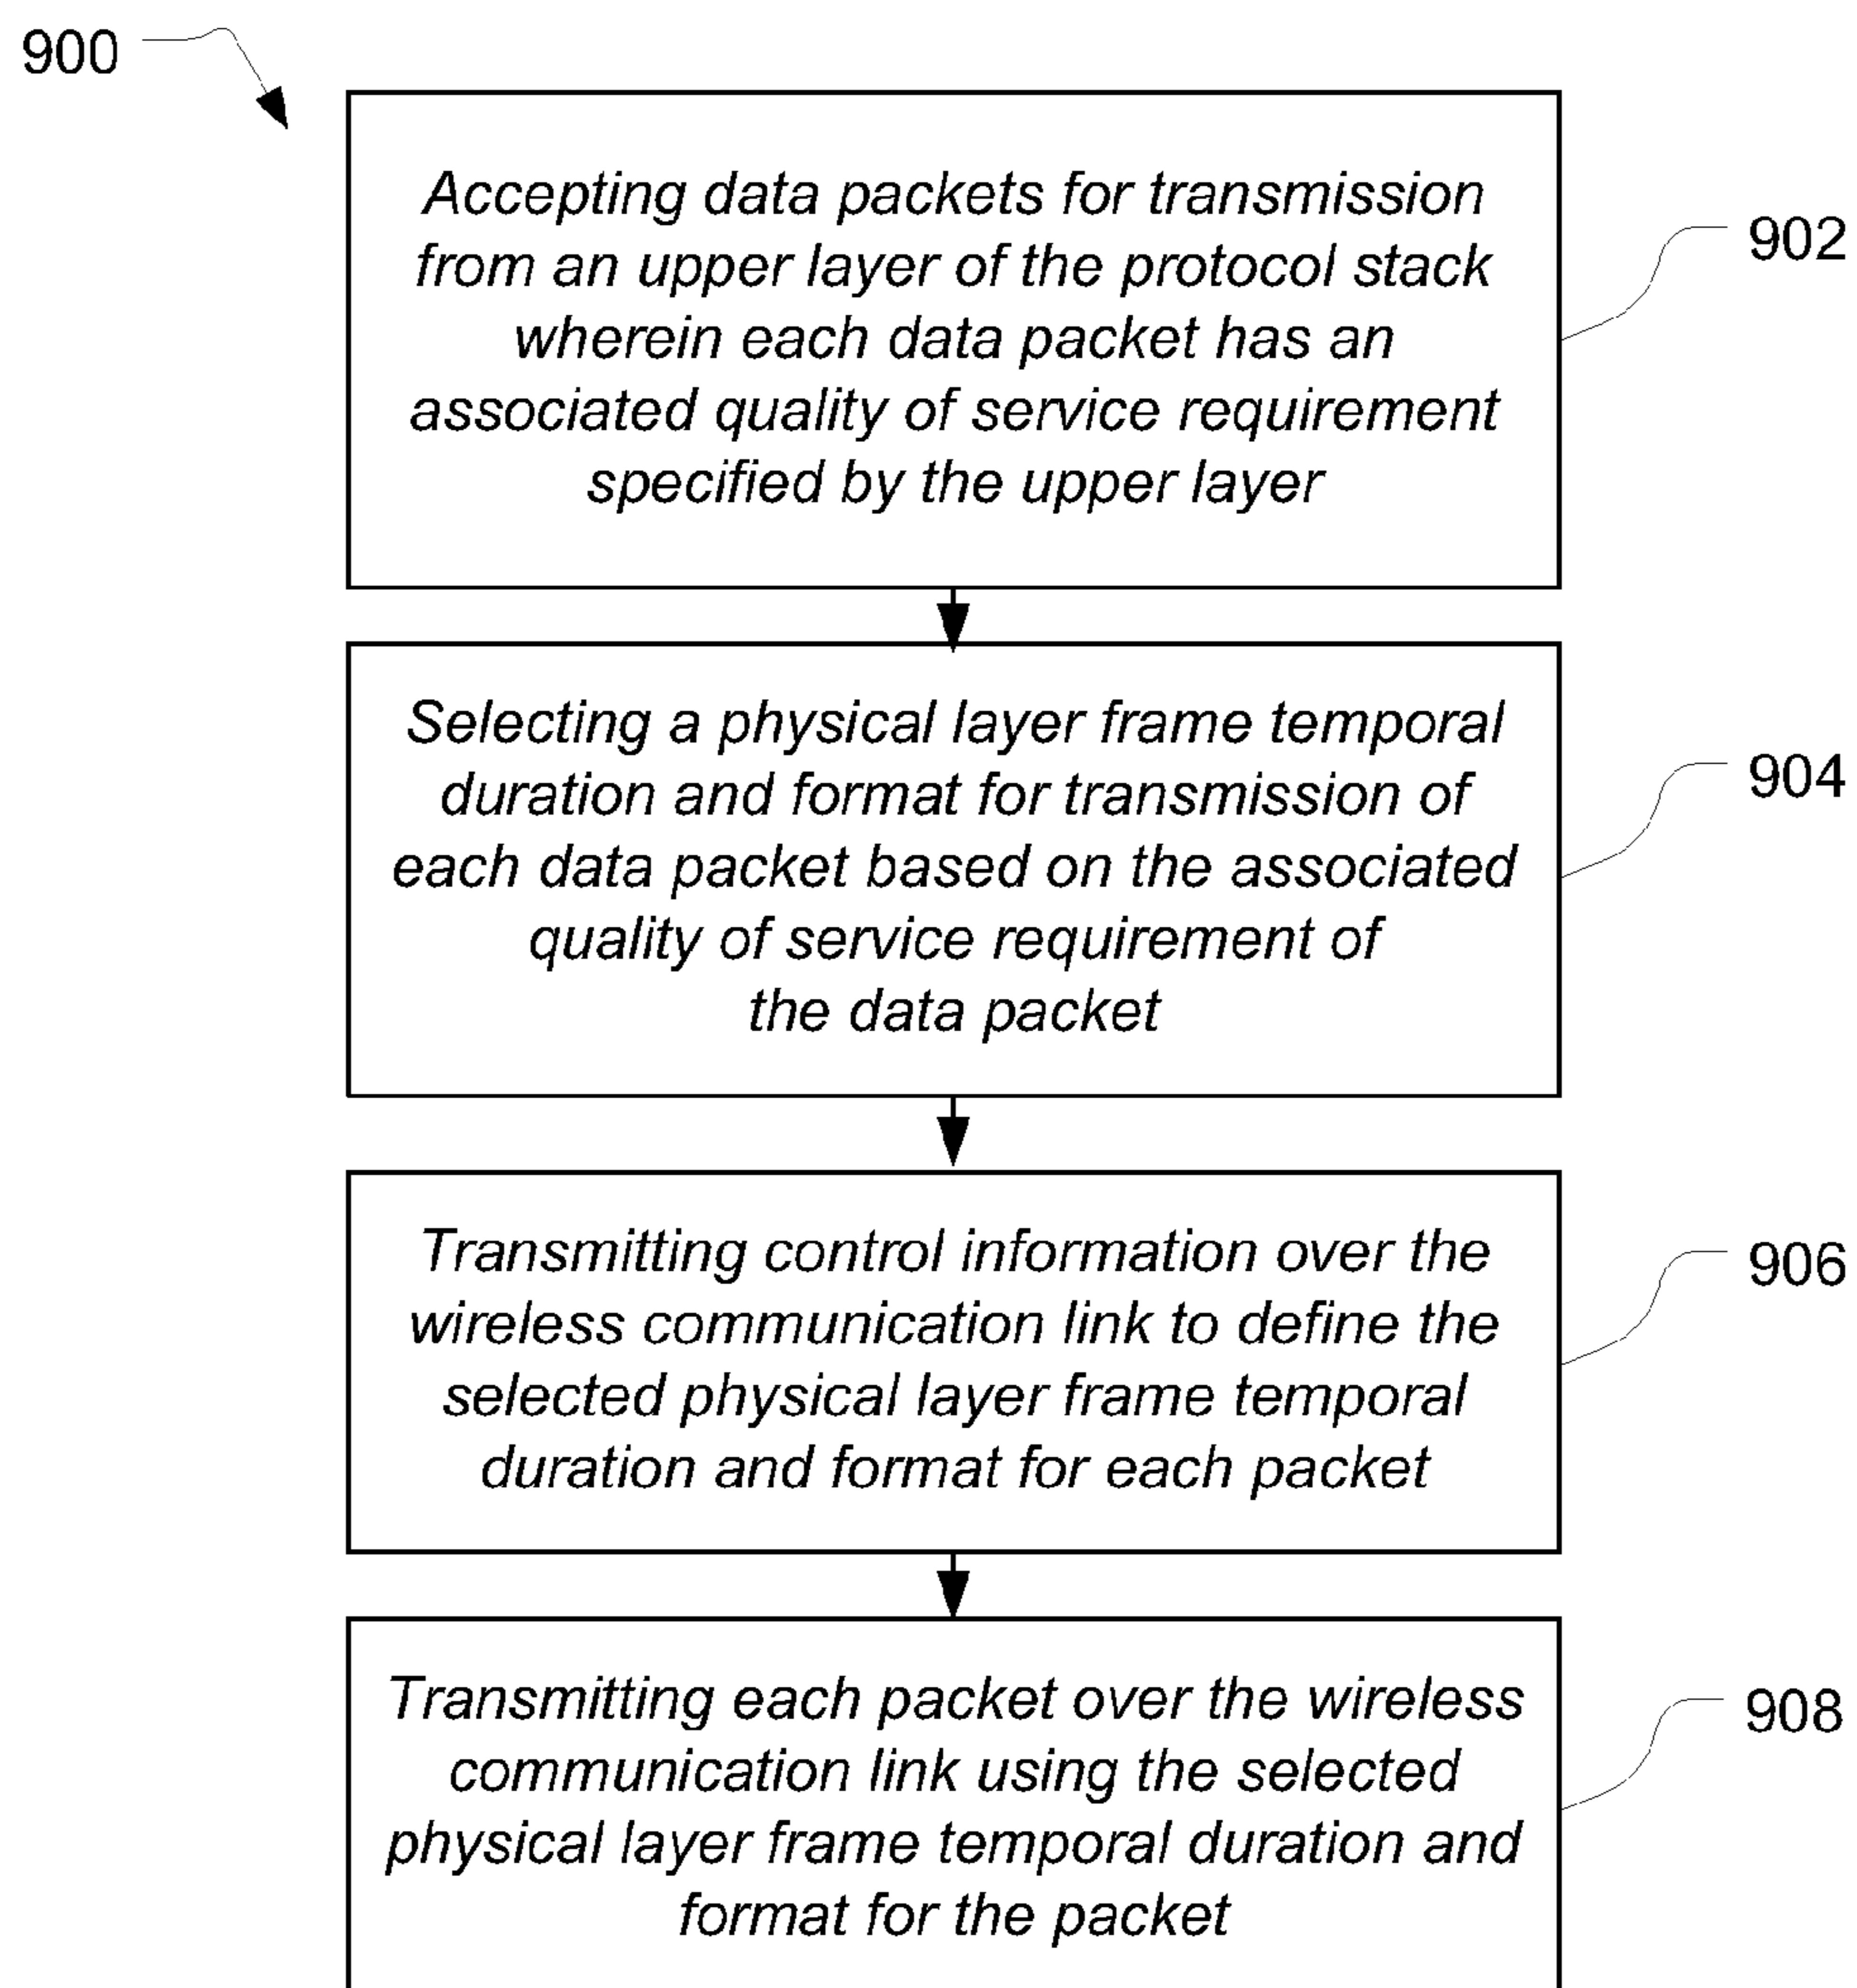 900
Accepting data packets for transmission
from an upper layer of the protocol stack
wherein each data packet has an
associated quality of service requirement
specified by the upper layer
902
Selecting a physical layer frame temporal
duration and format for transmission of
each data packet based on the associated
quality of service requirement of
the data packet
904
Transmitting control information over the
wireless communication link to define the
selected physical layer frame temporal
duration and format for each packet
906
Transmitting each packet over the wireless
communication link using the selected
physical layer frame temporal duration and
format for the packet
908